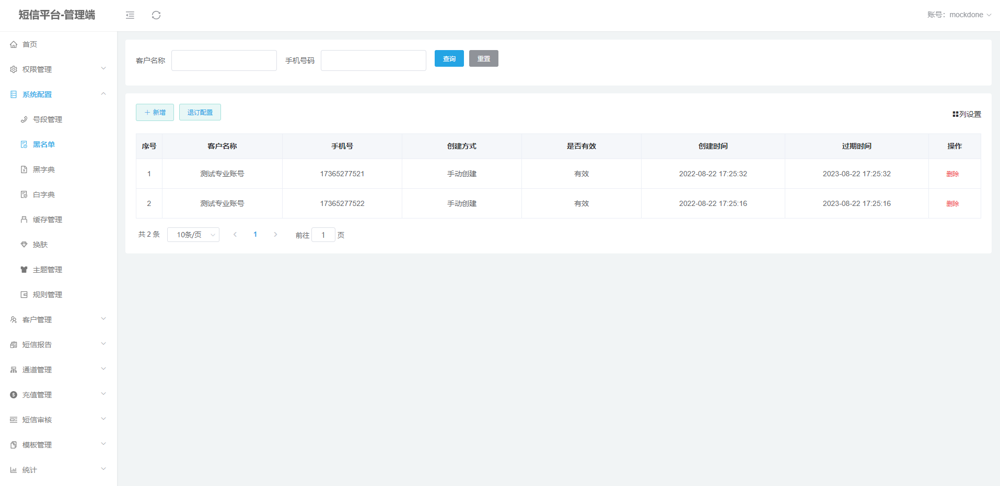 短信平台-管理端
账号：mockdone
首页
权限管理
系统配置
号段管理
黑名单
黑字典
白字典
缓存管理
换肤
主题管理
规则管理
客户管理
短信报告
通道管理
充值管理
短信审核
模板管理
统计
客户名称 手机号码 查询 重置
新增 退订配置
列设置
序号 客户名称 手机号 创建方式 是否有效 创建时间 过期时间 操作
1 测试专业账号 17365277521 手动创建 有效 2022-08-22 17:25:32 2023-08-22 17:25:32 删除
2 测试专业账号 17365277522 手动创建 有效 2022-08-22 17:25:16 2023-08-22 17:25:16 删除
共 2 条 10条/页 1 前往 1 页